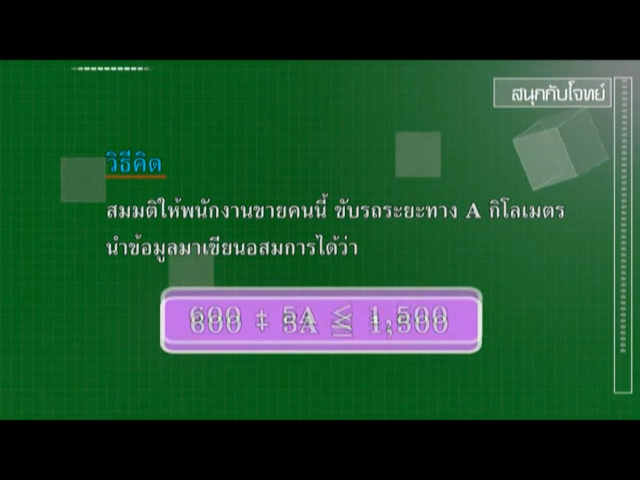 สนุกกับโจทย์
วิธีคิด
สมมติให้พนักงานขายคนนี้ ขับรถระยะทาง A กิโลเมตร
นำข้อมูลมาเขียนอสมการได้ว่า
600 + 5A ≤ 1,500